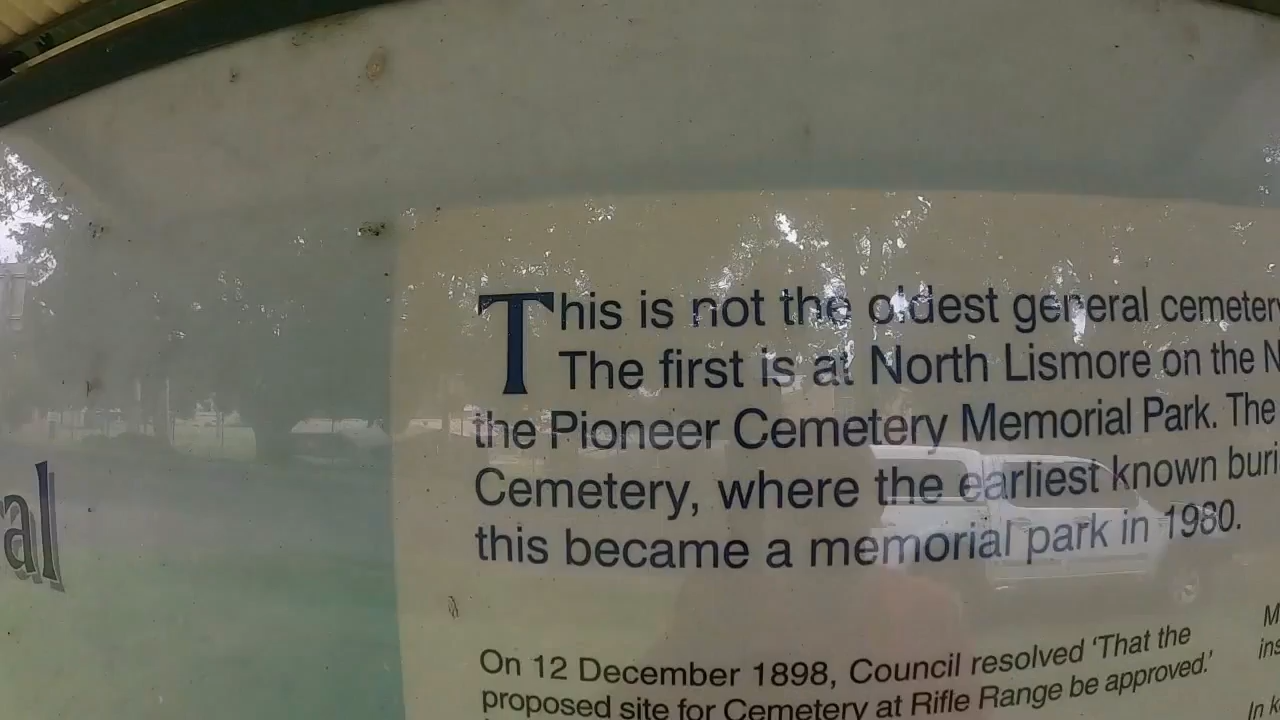 This is not the oldest general
The first is at North Lismore on the
the Pioneer Cemetery Memorial Park. The
Cemetery, where the earliest known
this became a memorial park in 1980.
On 12 December 1898, Council resolved ‘That the
proposed site for Cemetery at Rifle Range be approved.’